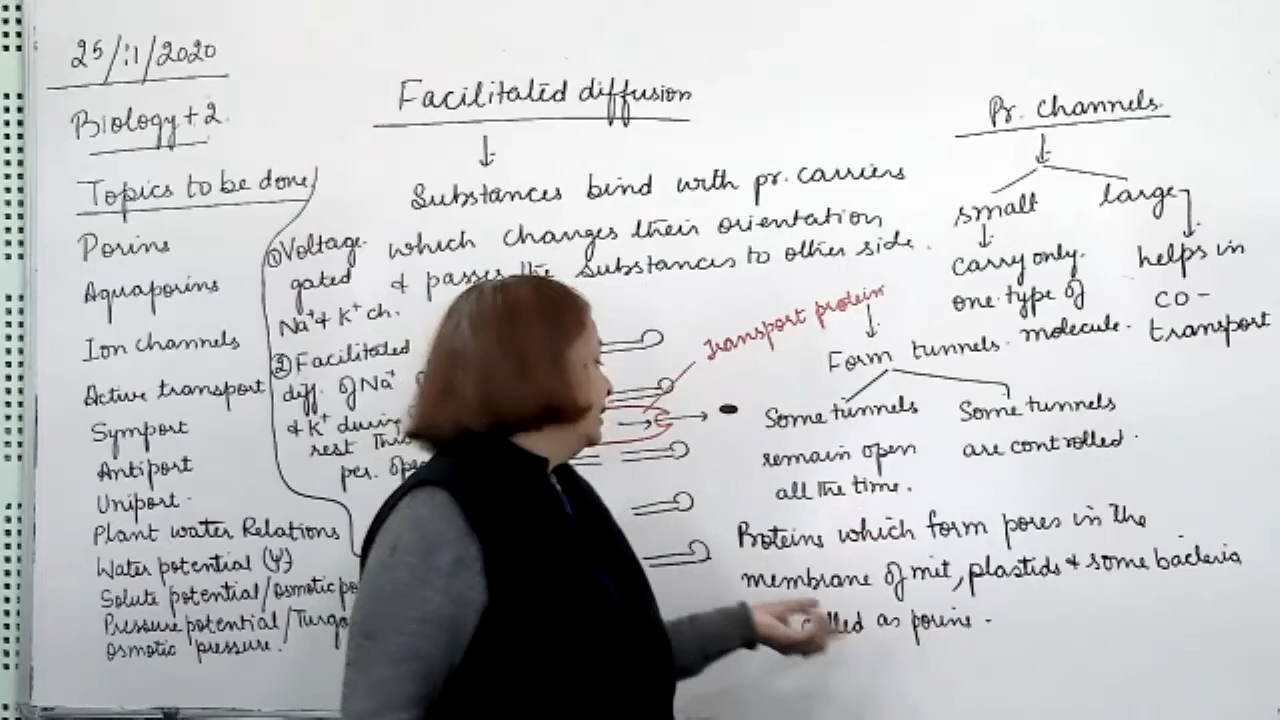 25/11/2020
Biology +2.
Topics to be done
Porins
Aquaporins
Ion channels
Active transport
Symport
Antiport
Uniport.
Plant water Relations
Water potential (Ψ)
Solute potential/Osmotic po
Pressure potential/Turgo
Osmotic pressure.
① Voltage.
gated
Na⁺ & K⁺ ch.
② Facilitated
diff. of Na⁺
& K⁺ during
rest This
per.
Facilitated diffusion
↓
Substances bind with pr. carriers
which changes their orientation
& passes the substances to other side.
transport protein
↓
Form tunnels.
Some tunnels
remain open
all the time.
Some tunnels
are controlled.
Proteins which form pores in the
membrane of mit, plastids & some bacteria
as porins.
Pr. channels.
↓
small
↓
carry only.
one type of
molecule.
large
helps in
co-
transport